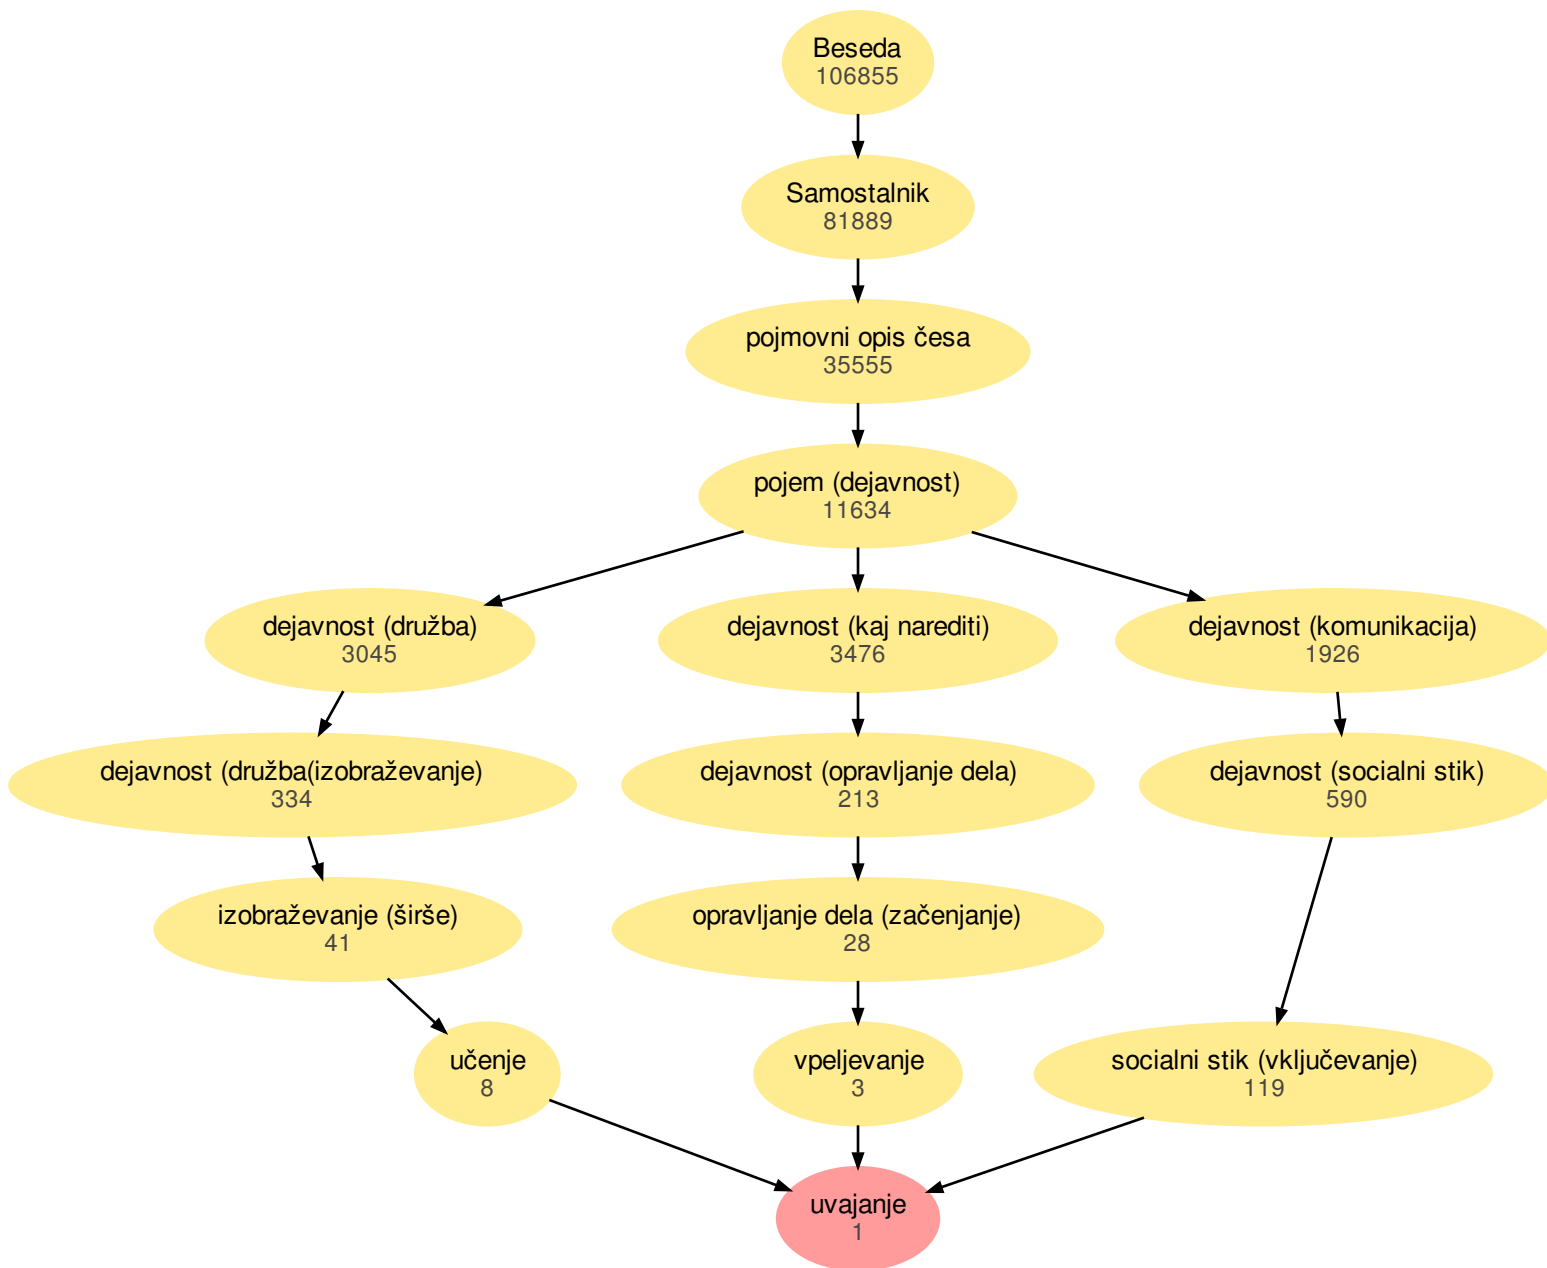 Beseda
106855
Samostalnik
81889
pojmovni opis česa
35555
pojem (dejavnost)
11634
dejavnost (družba)
3045
dejavnost (kaj narediti)
3476
dejavnost (komunikacija)
1926
dejavnost (družba(izobraževanje)
334
dejavnost (opravljanje dela)
213
dejavnost (socialni stik)
590
izobraževanje (širše)
41
opravljanje dela (začenjanje)
28
učenje
8
vpeljevanje
3
socialni stik (vključevanje)
119
uvajanje
1